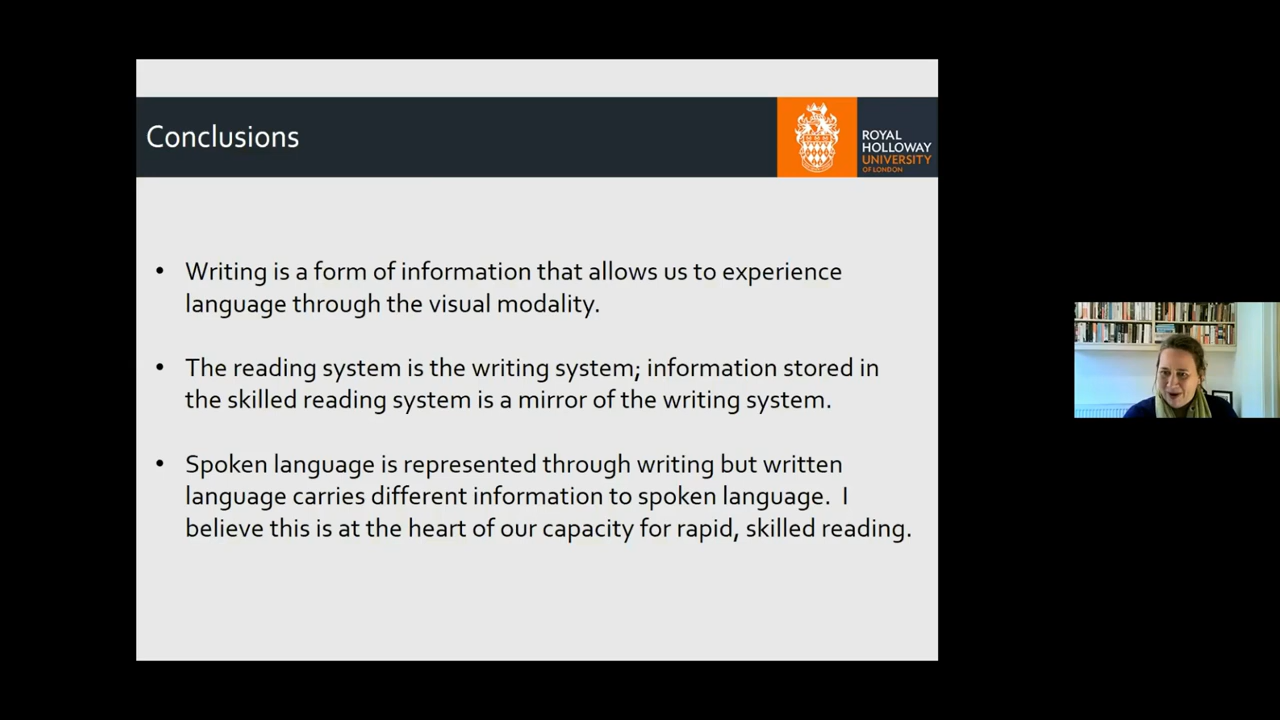 Conclusions
ROYAL
HOLLOWAY
UNIVERSITY
OF LONDON
• Writing is a form of information that allows us to experience
language through the visual modality.
• The reading system is the writing system; information stored in
the skilled reading system is a mirror of the writing system.
• Spoken language is represented through writing but written
language carries different information to spoken language.  I
believe this is at the heart of our capacity for rapid, skilled reading.